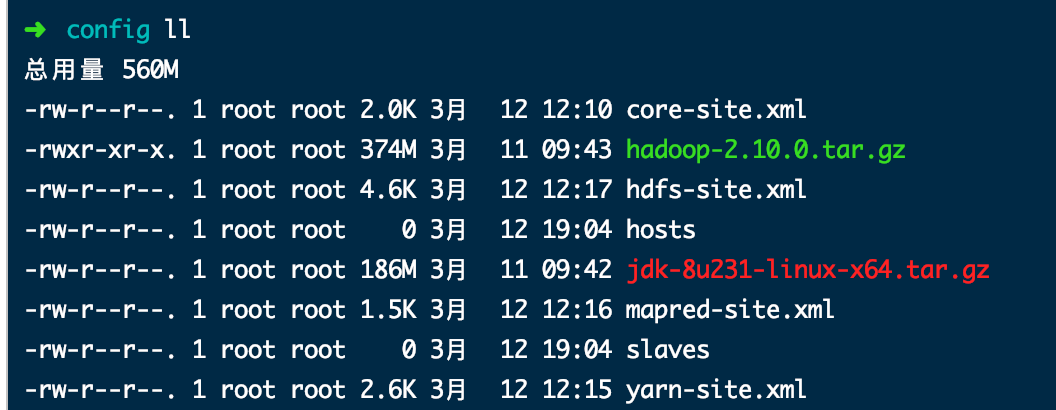 ➜ config ll
总用量 560M
-rw-r--r--. 1 root root 2.0K 3月  12 12:10 core-site.xml
-rwxr-xr-x. 1 root root 374M 3月  11 09:43 hadoop-2.10.0.tar.gz
-rw-r--r--. 1 root root 4.6K 3月  12 12:17 hdfs-site.xml
-rw-r--r--. 1 root root    0 3月  12 19:04 hosts
-rw-r--r--. 1 root root 186M 3月  11 09:42 jdk-8u231-linux-x64.tar.gz
-rw-r--r--. 1 root root 1.5K 3月  12 12:16 mapred-site.xml
-rw-r--r--. 1 root root    0 3月  12 19:04 slaves
-rw-r--r--. 1 root root 2.6K 3月  12 12:15 yarn-site.xml